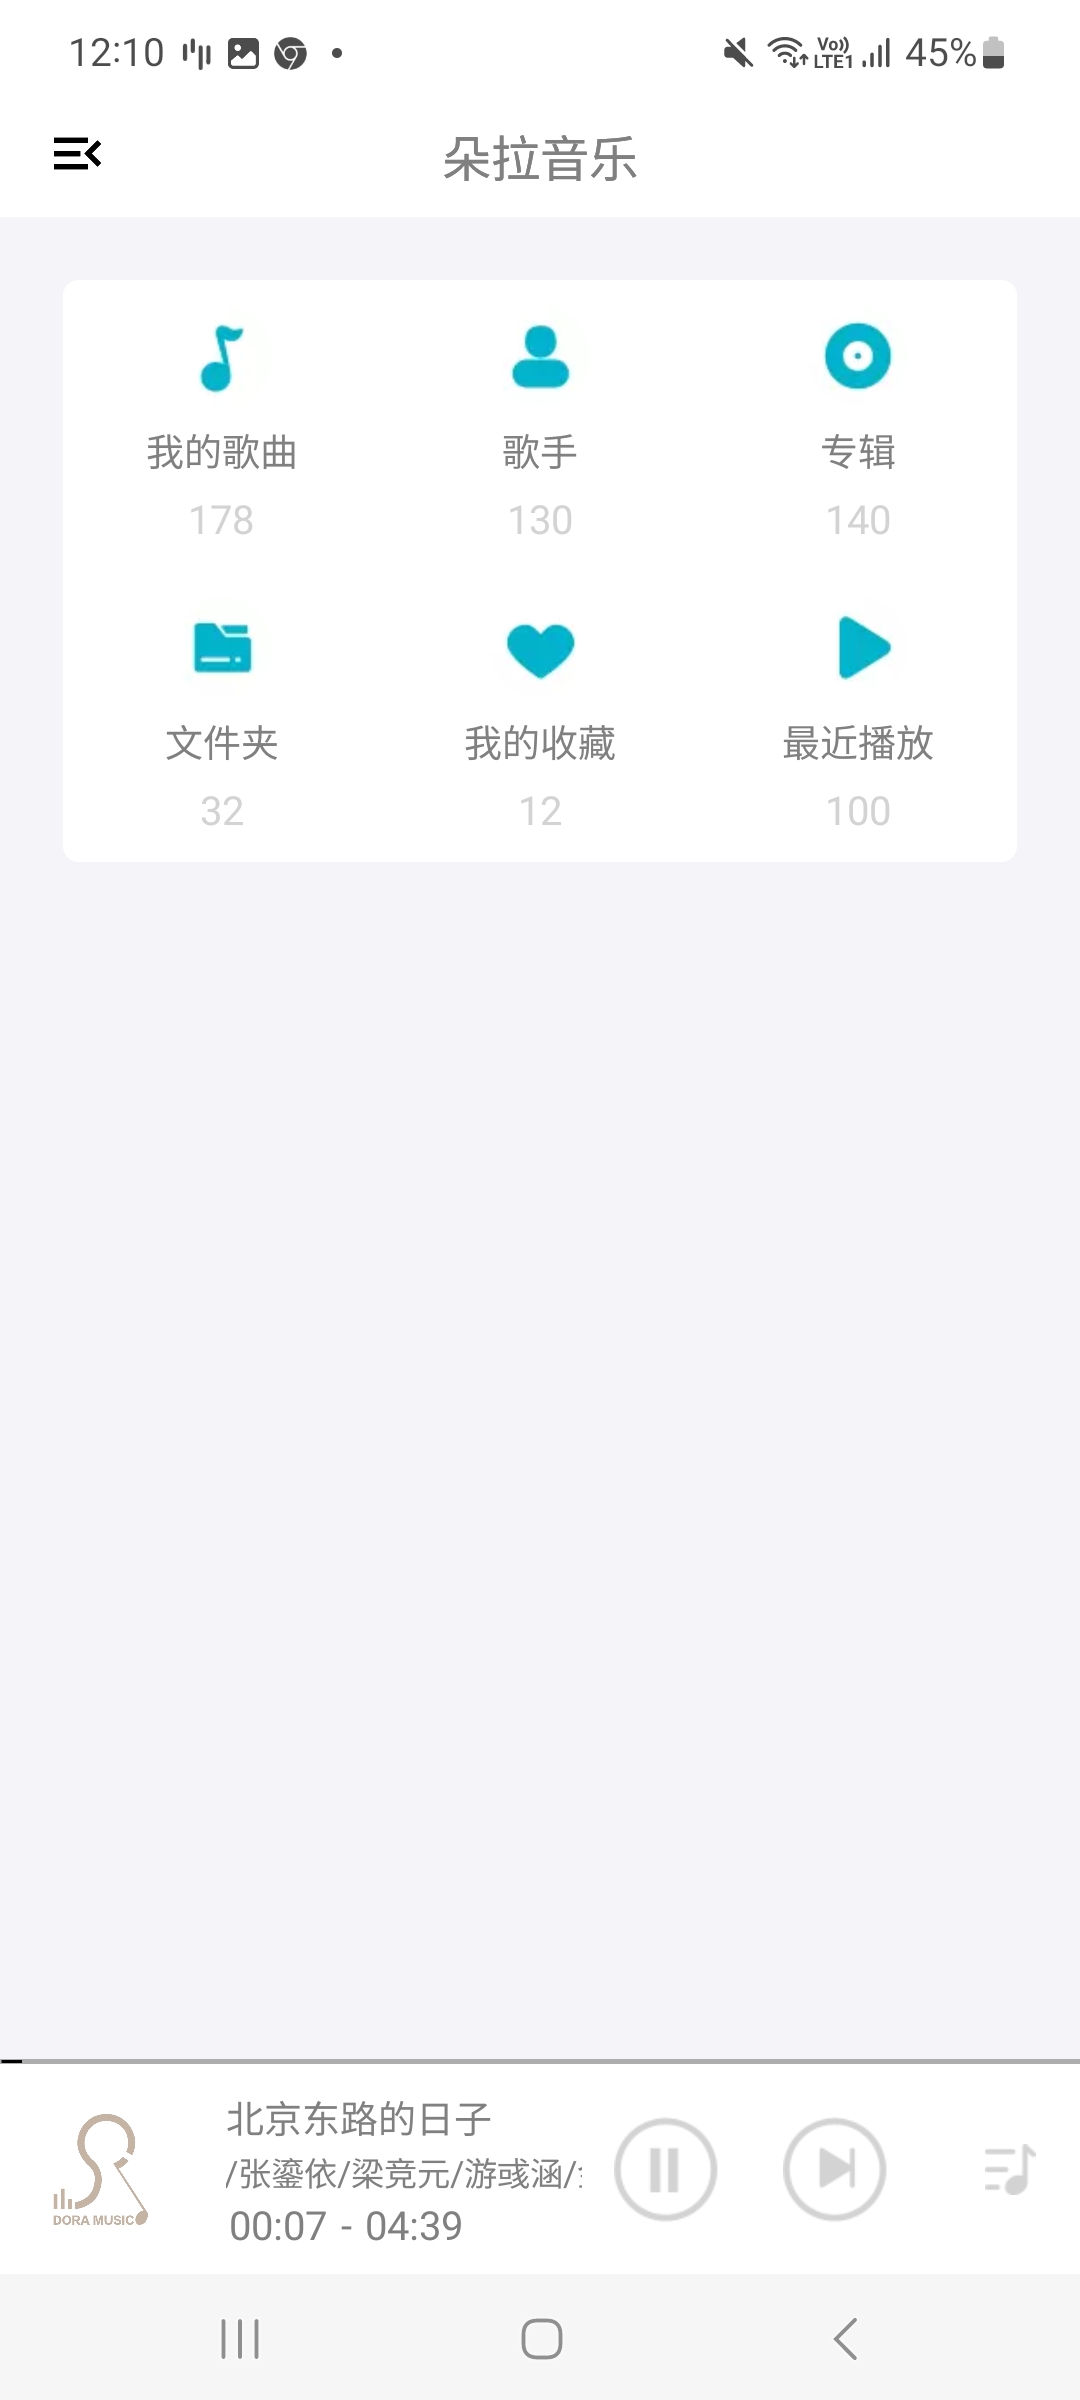 12:10
Vo)) LTE1 45%
朵拉音乐
我的歌曲 歌手 专辑
178 130 140
文件夹 我的收藏 最近播放
32 12 100
北京东路的日子
/张鎏依/梁竞元/游彧涵/
00:07 - 04:39
DORA MUSIC